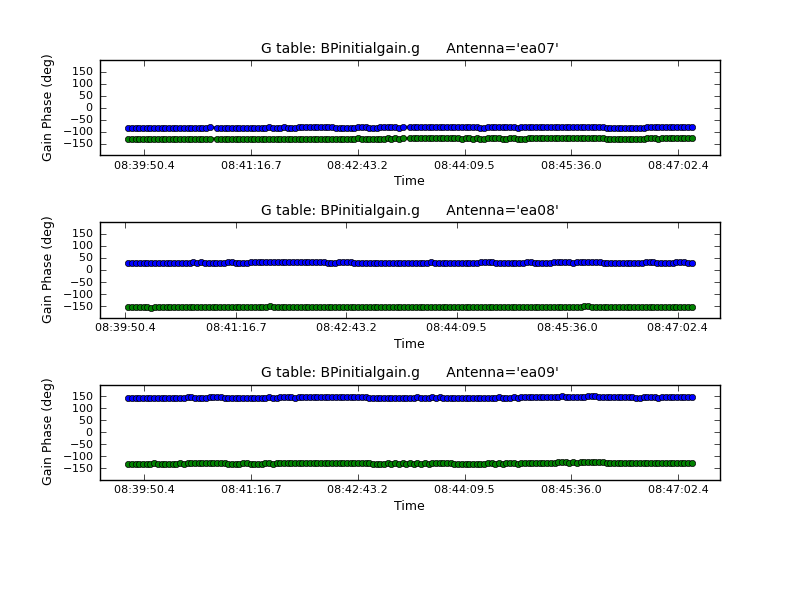 G table: BPinitialgain.g Antenna='ea07'
Gain Phase (deg)
150
100
50
0
−50
−100
−150
08:39:50.4 08:41:16.7 08:42:43.2 08:44:09.5 08:45:36.0 08:47:02.4
Time
G table: BPinitialgain.g Antenna='ea08'
Gain Phase (deg)
150
100
50
0
−50
−100
−150
08:39:50.4 08:41:16.7 08:42:43.2 08:44:09.5 08:45:36.0 08:47:02.4
Time
G table: BPinitialgain.g Antenna='ea09'
Gain Phase (deg)
150
100
50
0
−50
−100
−150
08:39:50.4 08:41:16.7 08:42:43.2 08:44:09.5 08:45:36.0 08:47:02.4
Time